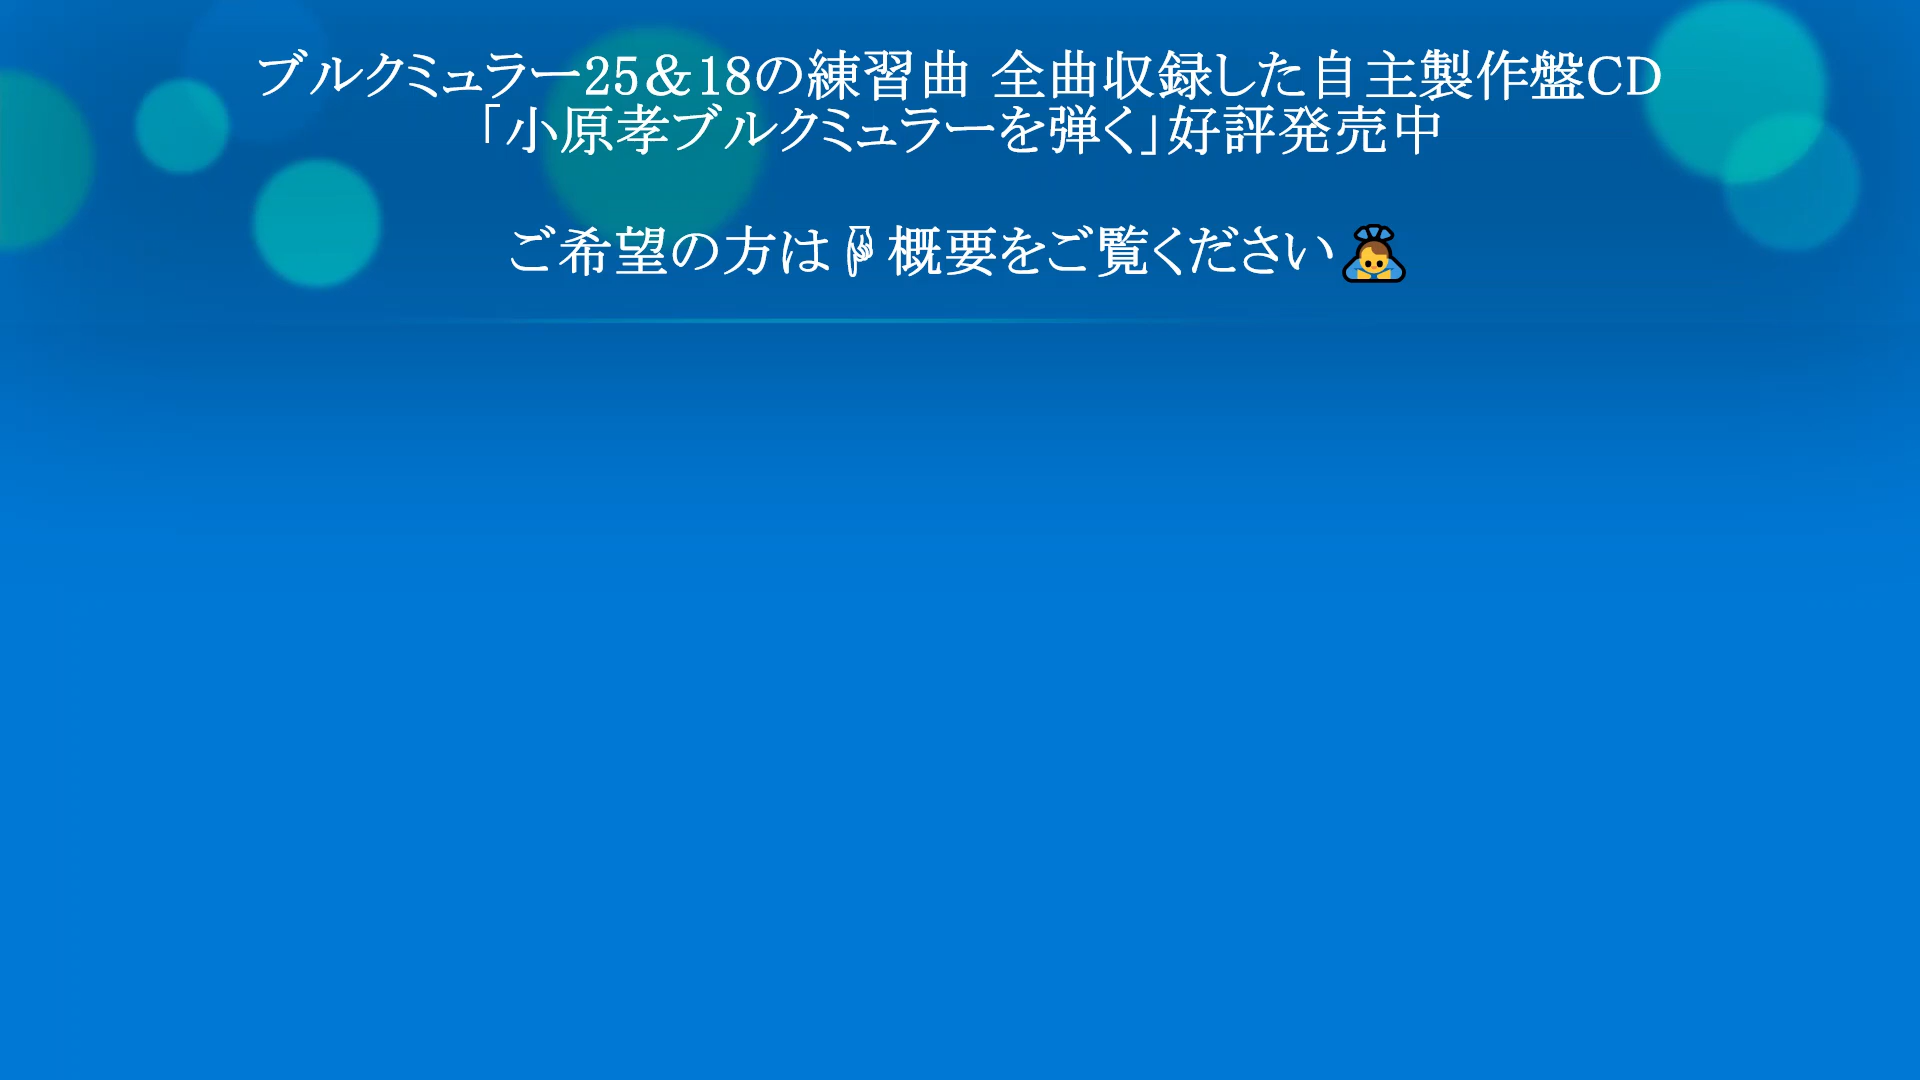 ブルクミュラー25&18の練習曲 全曲収録した自主製作盤CD
「小原孝ブルクミュラーを弾く」好評発売中
ご希望の方は☟概要をご覧ください🙇